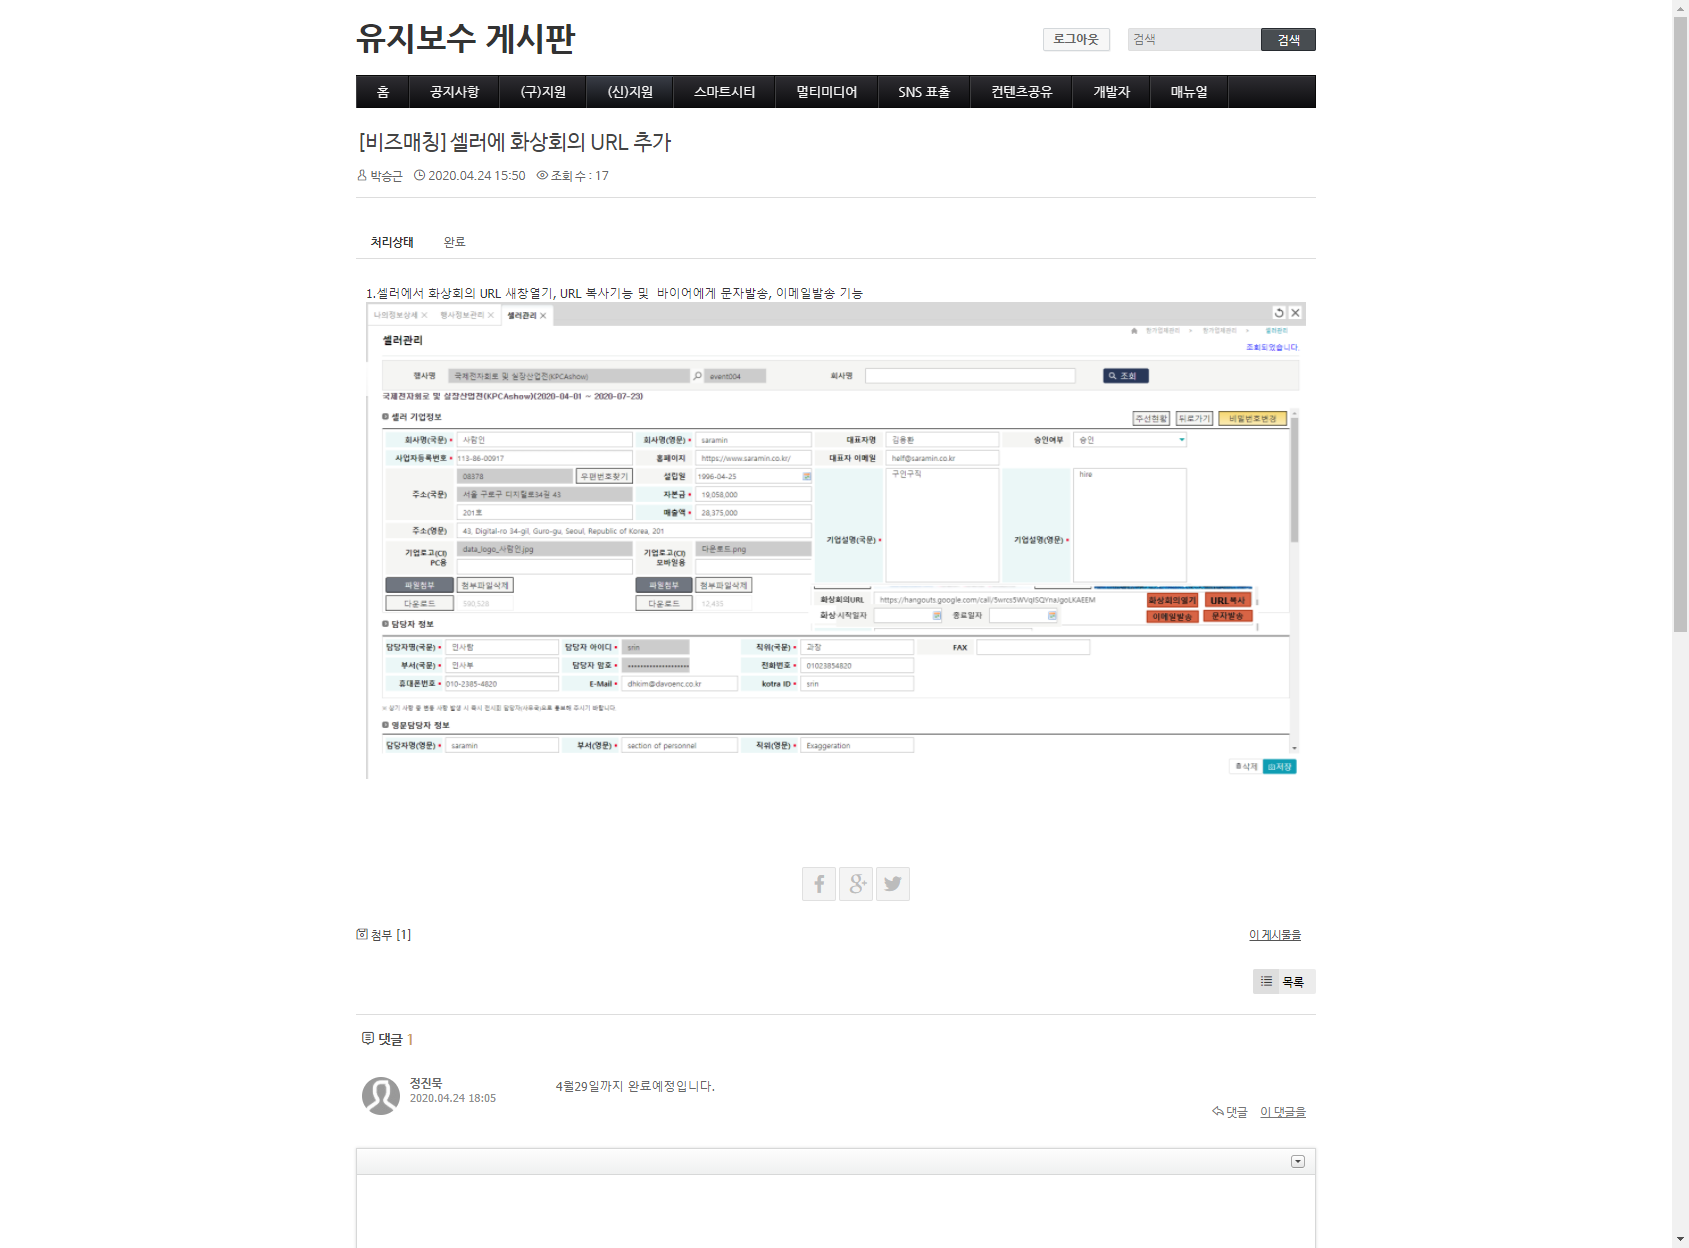 유지보수 게시판
로그아웃 검색 검색
홈 공지사항 (구)지원 (신)지원 스마트시티 멀티미디어 SNS 표출 컨텐츠공유 개발자 매뉴얼
[비즈매칭] 셀러에 화상회의 URL 추가
박승근 2020.04.24 15:50 조회 수 : 17
처리상태 완료
1.셀러에서 화상회의 URL 새창열기, URL 복사기능 및 바이어에게 문자발송, 이메일발송 기능
나의정보상세 행사정보관리 셀러관리
셀러관리
조회되었습니다.
행사명 국제전자회로 및 실장산업전(KPCAshow) event004 회사명 조회
국제전자회로 및 실장산업전(KPCAshow)(2020-04-01 ~ 2020-07-23)
셀러 기업정보 주선현황 뒤로가기 비밀번호변경
회사명(국문) 사람인 회사명(영문) saramin 대표자명 김용환 승인여부 승인
사업자등록번호 113-86-00917 홈페이지 https://www.saramin.co.kr/ 대표자 이메일 helf@saramin.co.kr
주소(국문) 08378 우편번호찾기 설립일 1996-04-25 기업설명(국문) 구인구직 기업설명(영문) hire
서울 구로구 디지털로34길 43 자본금 19,058,000
201호 매출액 28,375,000
주소(영문) 43, Digital-ro 34-gil, Guro-gu, Seoul, Republic of Korea, 201
기업로고(CI) PC용 data_logo_사람인.jpg 기업로고(CI) 모바일용 다운로드.png
파일첨부 첨부파일삭제 파일첨부 첨부파일삭제
다운로드 590,528 다운로드 12,435
화상회의URL 화상회의열기 URL복사
화상·시작일자 종료일자 이메일발송 문자발송
담당자 정보
담당자명(국문) 인사팀 담당자 아이디 srin 직위(국문) 과장 FAX
부서(국문) 인사부 담당자 암호 전화번호 01023854820
휴대폰번호 010-2385-4820 E-Mail dhkim@davoenc.co.kr kotra ID srin
영문담당자 정보
담당자명(영문) saramin 부서(영문) section of personnel 직위(영문) Exaggeration
삭제 저장
첨부 [1] 이 게시물을
목록
댓글 1
정진묵 4월29일까지 완료예정입니다.
2020.04.24 18:05
댓글 이 댓글을